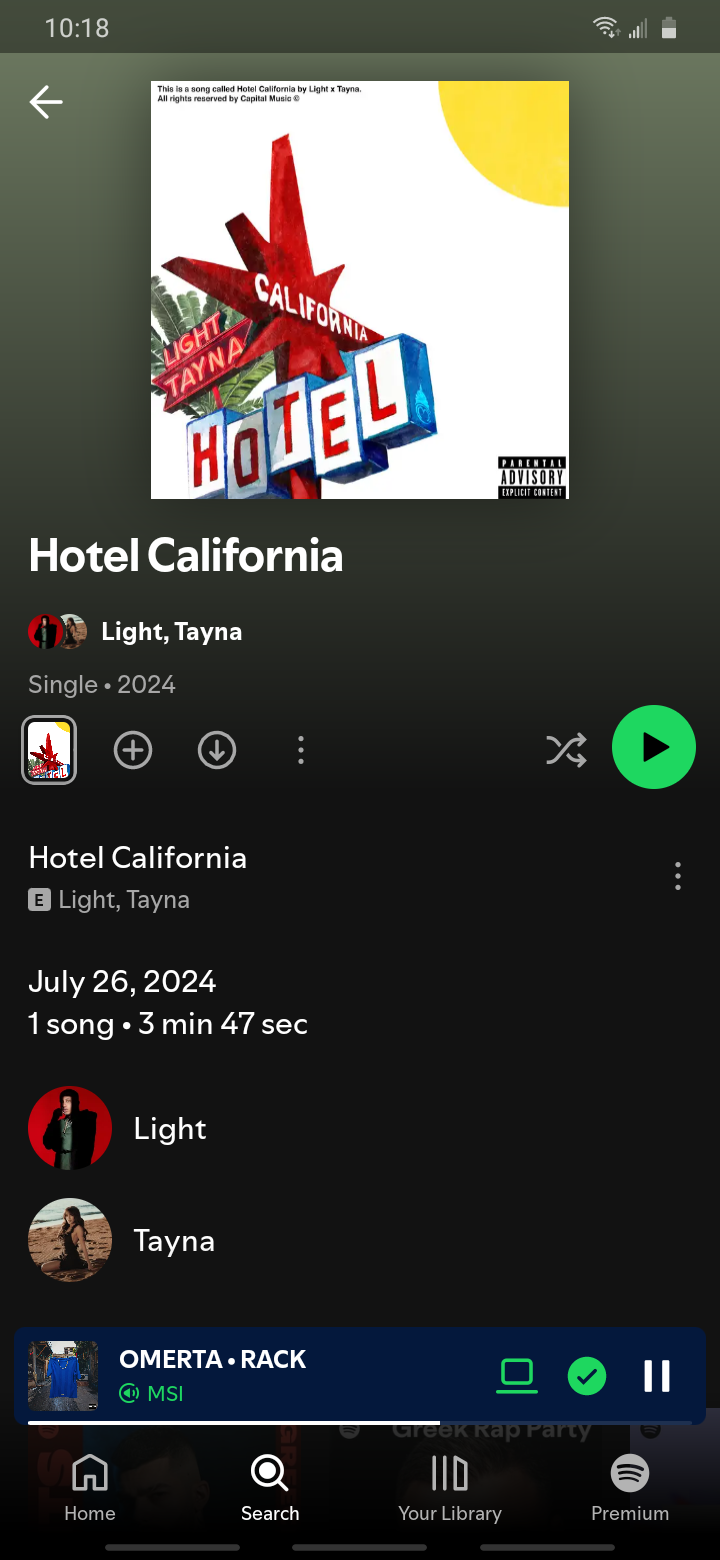 10:18
This is a song called Hotel California by Light x Tayna.
All rights reserved by Capital Music ©
CALIFORNIA
LIGHT
TAYNA
HOTEL
PARENTAL
ADVISORY
EXPLICIT CONTENT
Hotel California
Light, Tayna
Single • 2024
Hotel California
E Light, Tayna
July 26, 2024
1 song • 3 min 47 sec
Light
Tayna
OMERTA • RACK
MSI
Greek Rap Party
Home
Search
Your Library
Premium